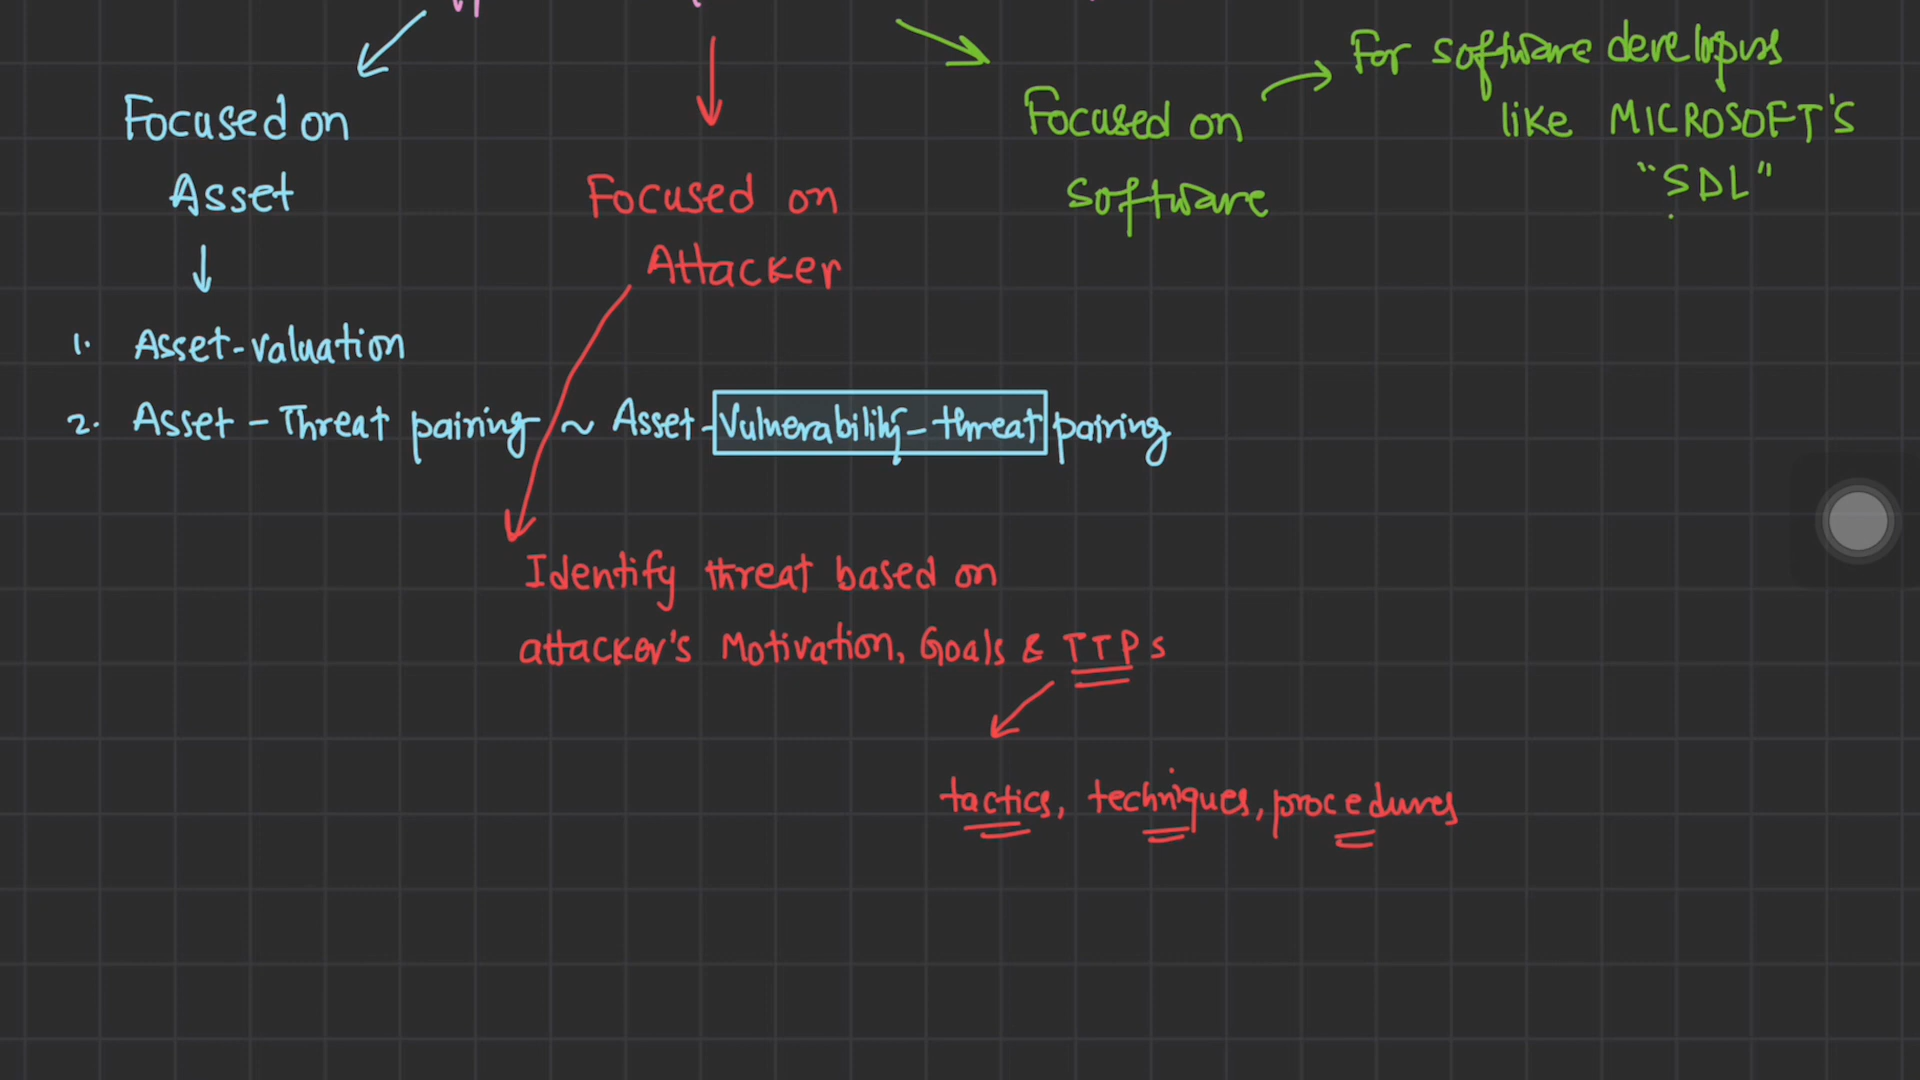 Focused on
Asset
↓
1. Asset-valuation
2. Asset - Threat pairing ~ Asset-Vulnerability-threat pairing
Focused on
Attacker
Identify threat based on
attacker's Motivation, Goals & TTPs
tactics, techniques, procedures
Focused on
Software
For software developers
like MICROSOFT'S
"SDL"